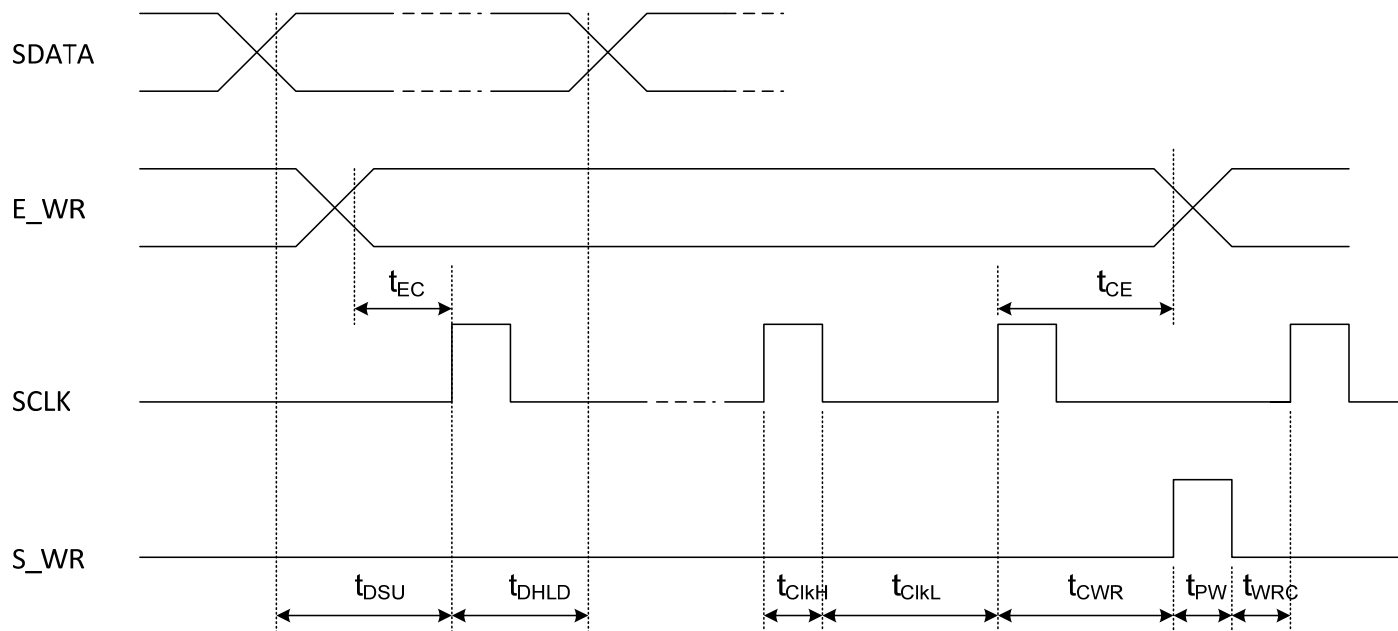 SDATA
E_WR
tEC
tCE
SCLK
S_WR
tDSU tDHLD tClkH tClkL tCWR tPW tWRC